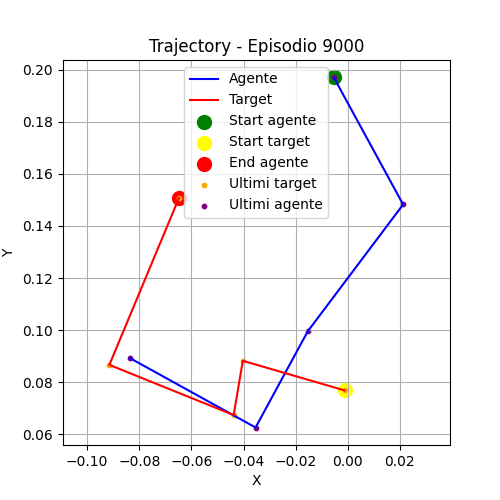 Trajectory - Episodio 9000
Agente
Target
Start agente
Start target
End agente
Ultimi target
Ultimi agente
0.20
0.18
0.16
0.14
0.12
0.10
0.08
0.06
Y
−0.10 −0.08 −0.06 −0.04 −0.02 0.00 0.02
X